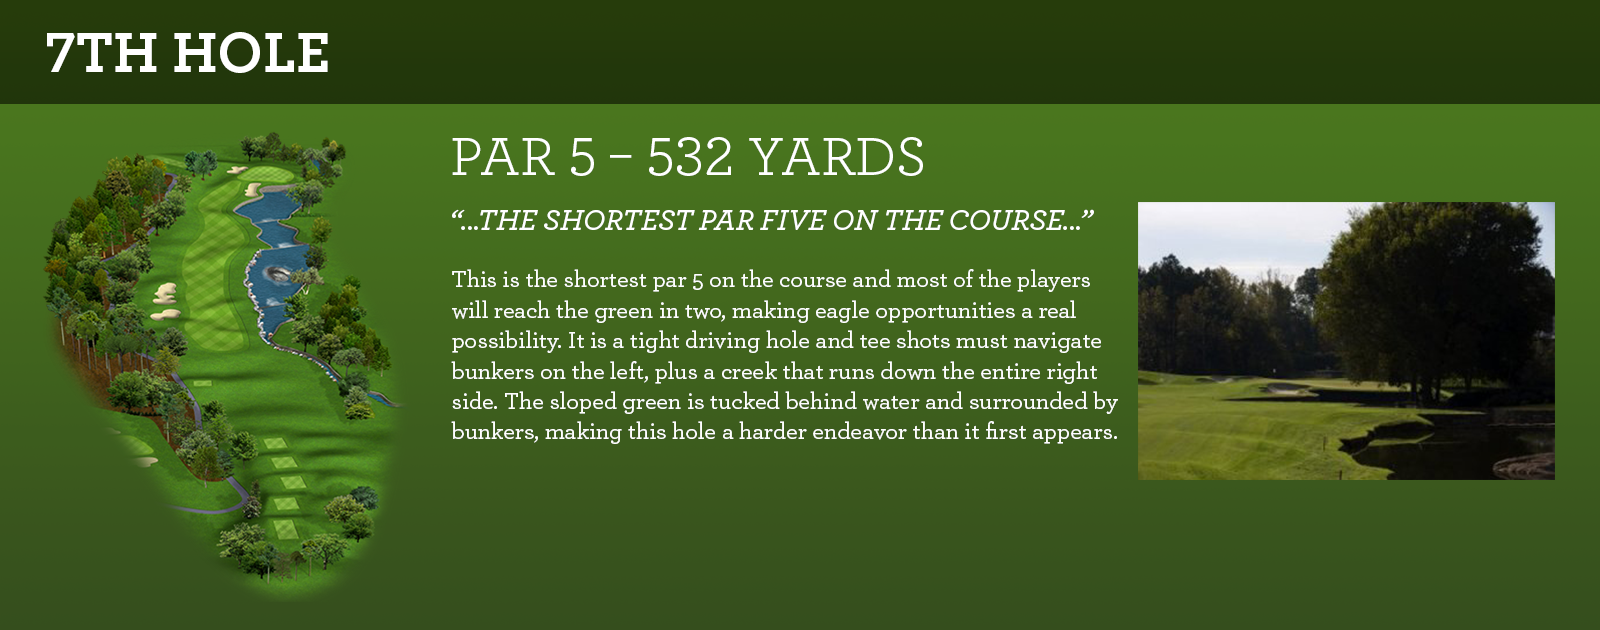 7TH HOLE
PAR 5 – 532 YARDS
“...THE SHORTEST PAR FIVE ON THE COURSE...”
This is the shortest par 5 on the course and most of the players
will reach the green in two, making eagle opportunities a real
possibility. It is a tight driving hole and tee shots must navigate
bunkers on the left, plus a creek that runs down the entire right
side. The sloped green is tucked behind water and surrounded by
bunkers, making this hole a harder endeavor than it first appears.